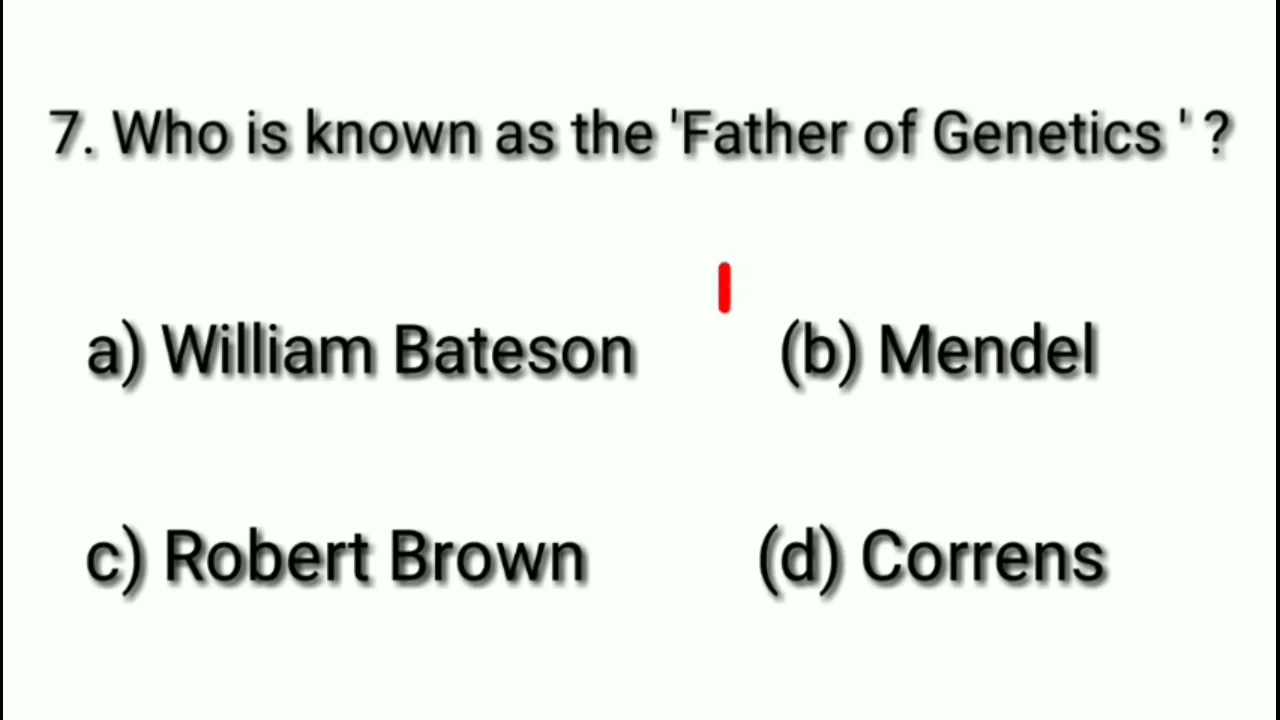 7. Who is known as the 'Father of Genetics ' ?
a) William Bateson (b) Mendel
c) Robert Brown (d) Correns